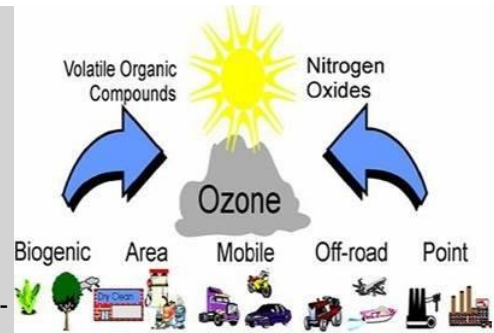 Volatile Organic
Compounds
Nitrogen
Oxides
Ozone
Biogenic Area Mobile Off-road Point
Dry Clean